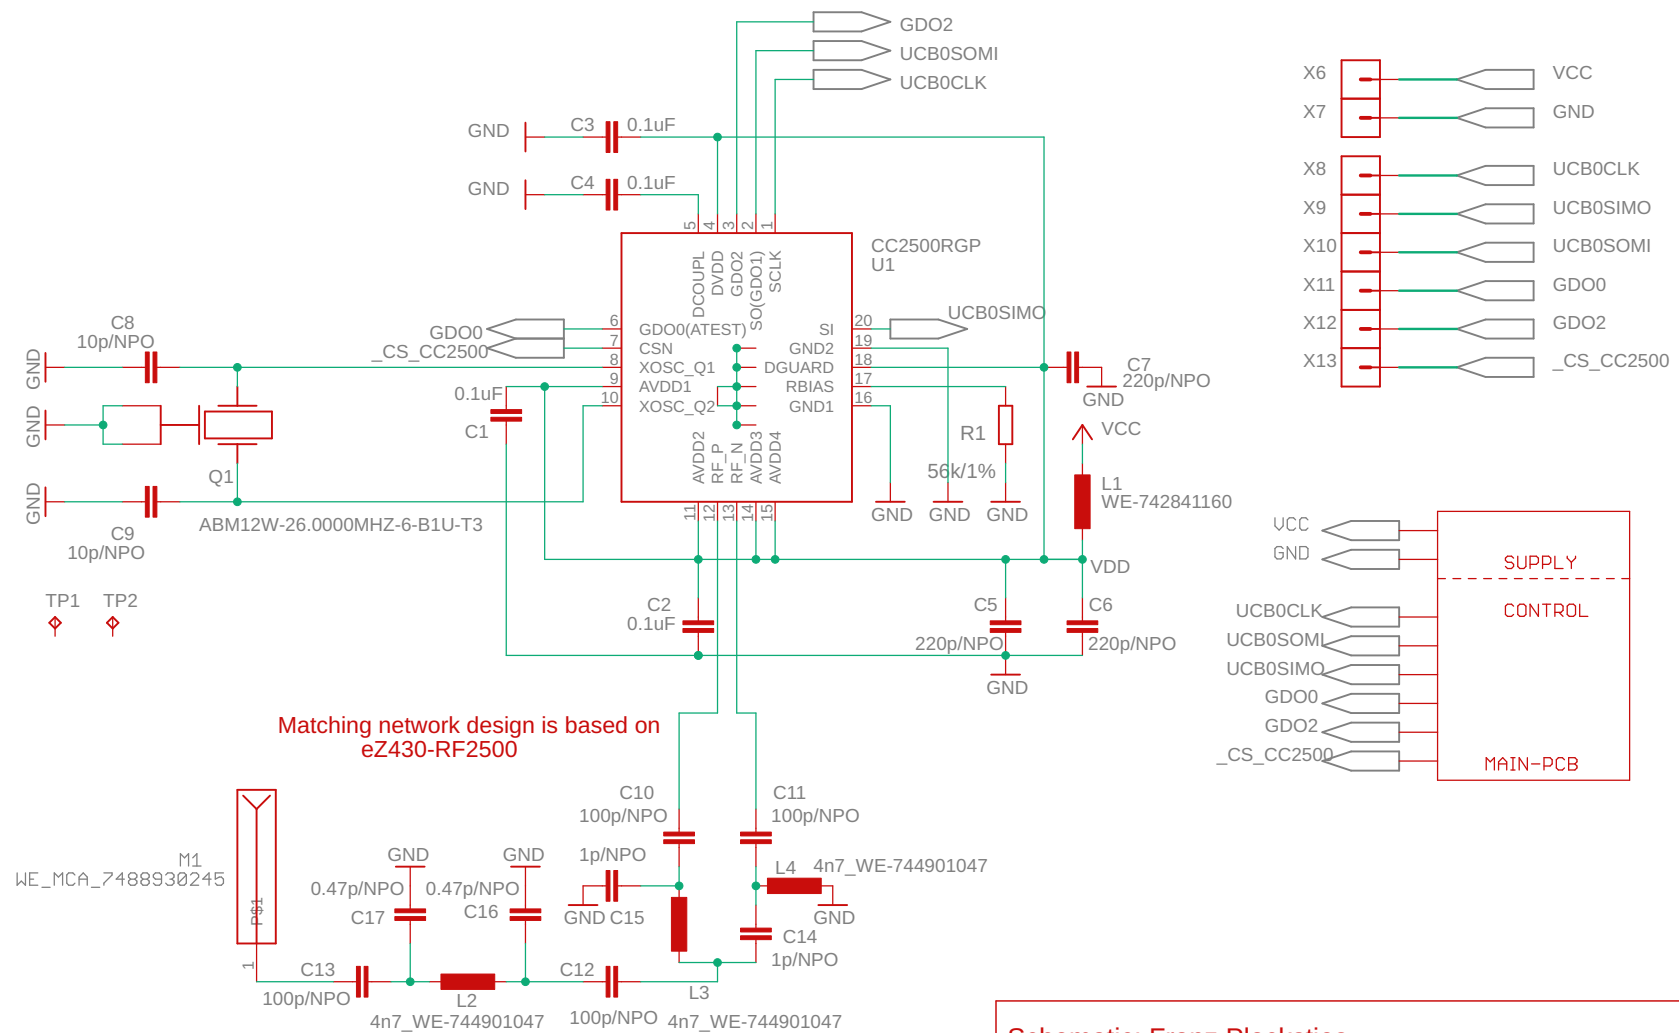 GDO2
UCB0SOMI
UCB0CLK
GND
C3
0.1uF
GND
C4
0.1uF
5
4
3
2
1
CC2500RGP
U1
DCOUPL
DVDD
GDO2
SO(GDO1)
SCLK
GDO0
_CS_CC2500
6
7
8
9
10
GDO0(ATEST)
CSN
XOSC_Q1
AVDD1
XOSC_Q2
SI
GND2
DGUARD
RBIAS
GND1
20
19
18
17
16
UCB0SIMO
AVDD2
RF_P
RF_N
AVDD3
AVDD4
11
12
13
14
15
C8
10p/NPO
GND
GND
GND
Q1
ABM12W-26.0000MHZ-6-B1U-T3
C9
10p/NPO
TP1
TP2
0.1uF
C1
C7
220p/NPO
GND
VCC
R1
56k/1%
L1
WE-742841160
GND
GND
GND
VDD
C2
0.1uF
C5
220p/NPO
C6
220p/NPO
GND
X6
VCC
X7
GND
X8
UCB0CLK
X9
UCB0SIMO
X10
UCB0SOMI
X11
GDO0
X12
GDO2
X13
_CS_CC2500
VCC
GND
SUPPLY
CONTROL
UCB0CLK
UCB0SOMI
UCB0SIMO
GDO0
GDO2
_CS_CC2500
MAIN-PCB
Matching network design is based on
eZ430-RF2500
M1
WE_MCA_7488930245
P$1
1
C13
100p/NPO
GND
0.47p/NPO
C17
GND
0.47p/NPO
C16
L2
4n7_WE-744901047
C12
100p/NPO
C10
100p/NPO
1p/NPO
GND
C15
L3
4n7_WE-744901047
C11
100p/NPO
L4
4n7_WE-744901047
GND
C14
1p/NPO